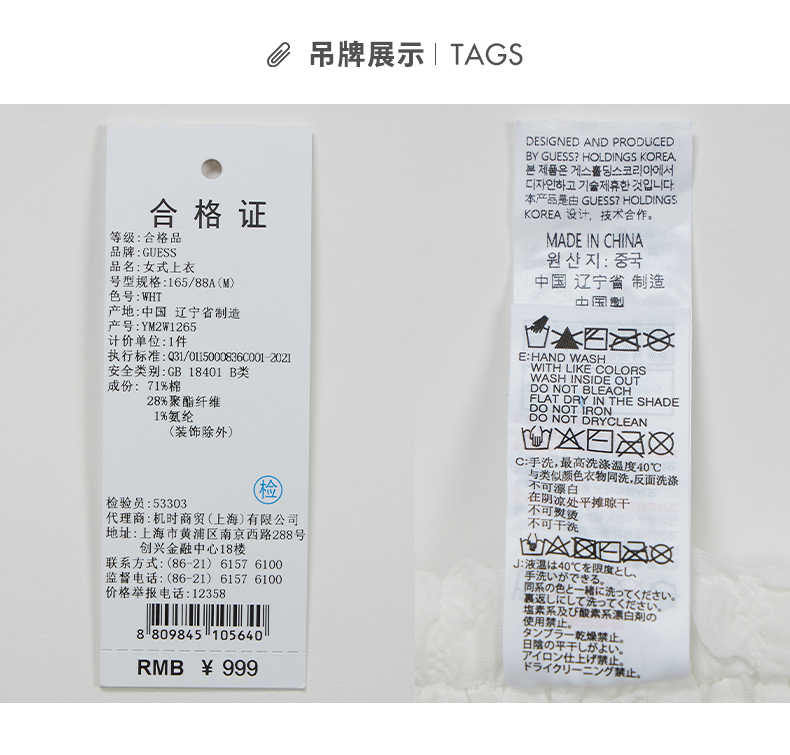 吊牌展示 | TAGS
合格证
等级:合格品
品牌:GUESS
品名:女式上衣
号型规格:165/88A(M)
色号:WHT
产地:中国 辽宁省制造
产号:YM2W1265
计价单位:1件
执行标准:Q31/0115000836C001-2021
安全类别:GB 18401 B类
成份: 71%棉
28%聚酯纤维
1%氨纶
(装饰除外)
检
检验员:53303
代理商:机时商贸(上海)有限公司
地址:上海市黄浦区南京西路288号
创兴金融中心18楼
联系方式:(86-21) 6157 6100
监督电话:(86-21) 6157 6100
价格举报电话:12358
8 809845 105640
RMB ￥ 999
DESIGNED AND PRODUCED
BY GUESS? HOLDINGS KOREA.
본 제품은 게스홀딩스코리아에서
디자인하고 기술제휴한 것입니다
本产品是由 GUESS? HOLDINGS
KOREA 设计, 技术合作。
MADE IN CHINA
원 산 지 : 중국
中国 辽宁省 制造
中国製
E:HAND WASH
WITH LIKE COLORS
WASH INSIDE OUT
DO NOT BLEACH
FLAT DRY IN THE SHADE
DO NOT IRON
DO NOT DRYCLEAN
C:手洗,最高洗涤温度40℃
与类似颜色衣物同洗,反面洗涤
不可漂白
在阴凉处平摊晾干
不可熨烫
不可干洗
J:液温は40℃を限度とし、
手洗いができる。
同系の色と一緒に洗ってください。
裏返しにして洗ってください。
塩素系及び酸素系漂白剤の
使用禁止。
タンブラー乾燥禁止。
日陰の平干しがよい。
アイロン仕上げ禁止。
ドライクリーニング禁止。